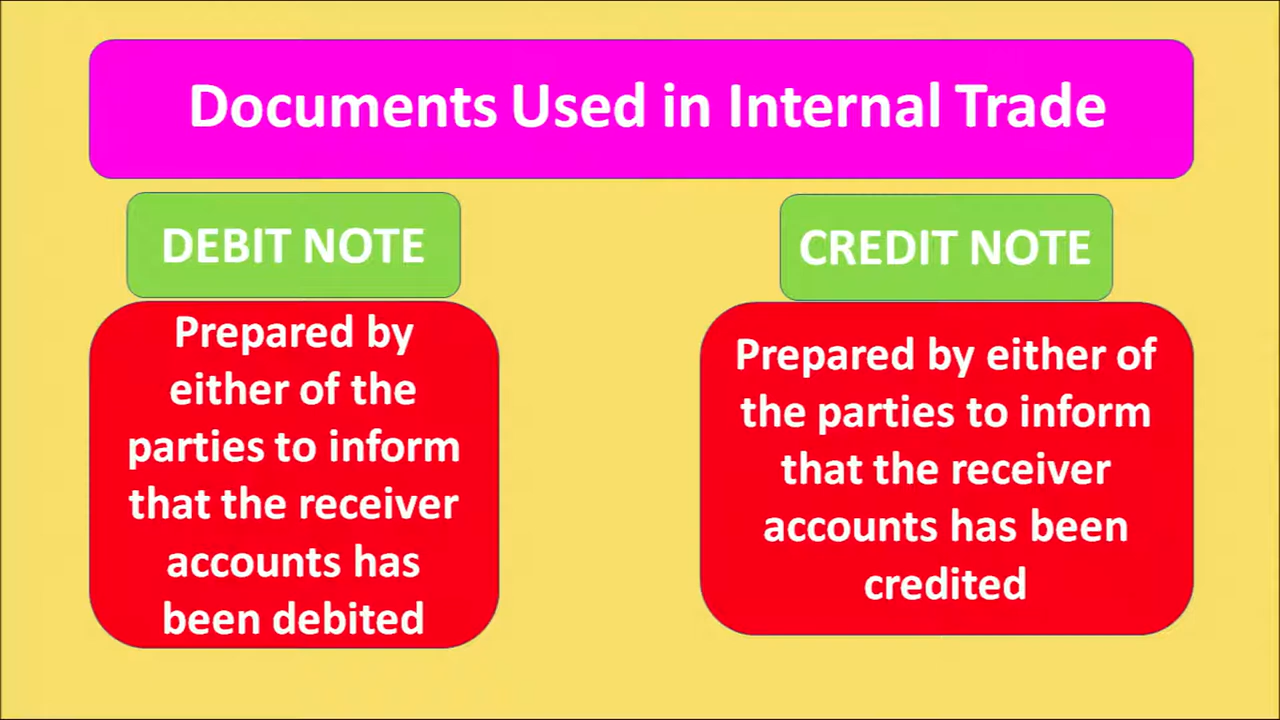 Documents Used in Internal Trade
DEBIT NOTE
Prepared by
either of the
parties to inform
that the receiver
accounts has
been debited
CREDIT NOTE
Prepared by either of
the parties to inform
that the receiver
accounts has been
credited